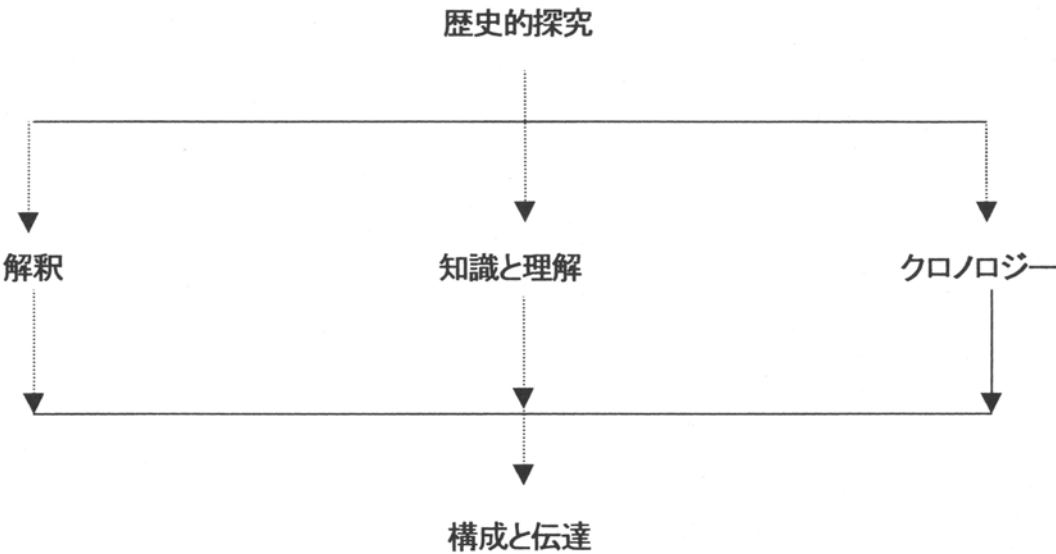 歴史的探究
解釈
知識と理解
クロノロジー
構成と伝達